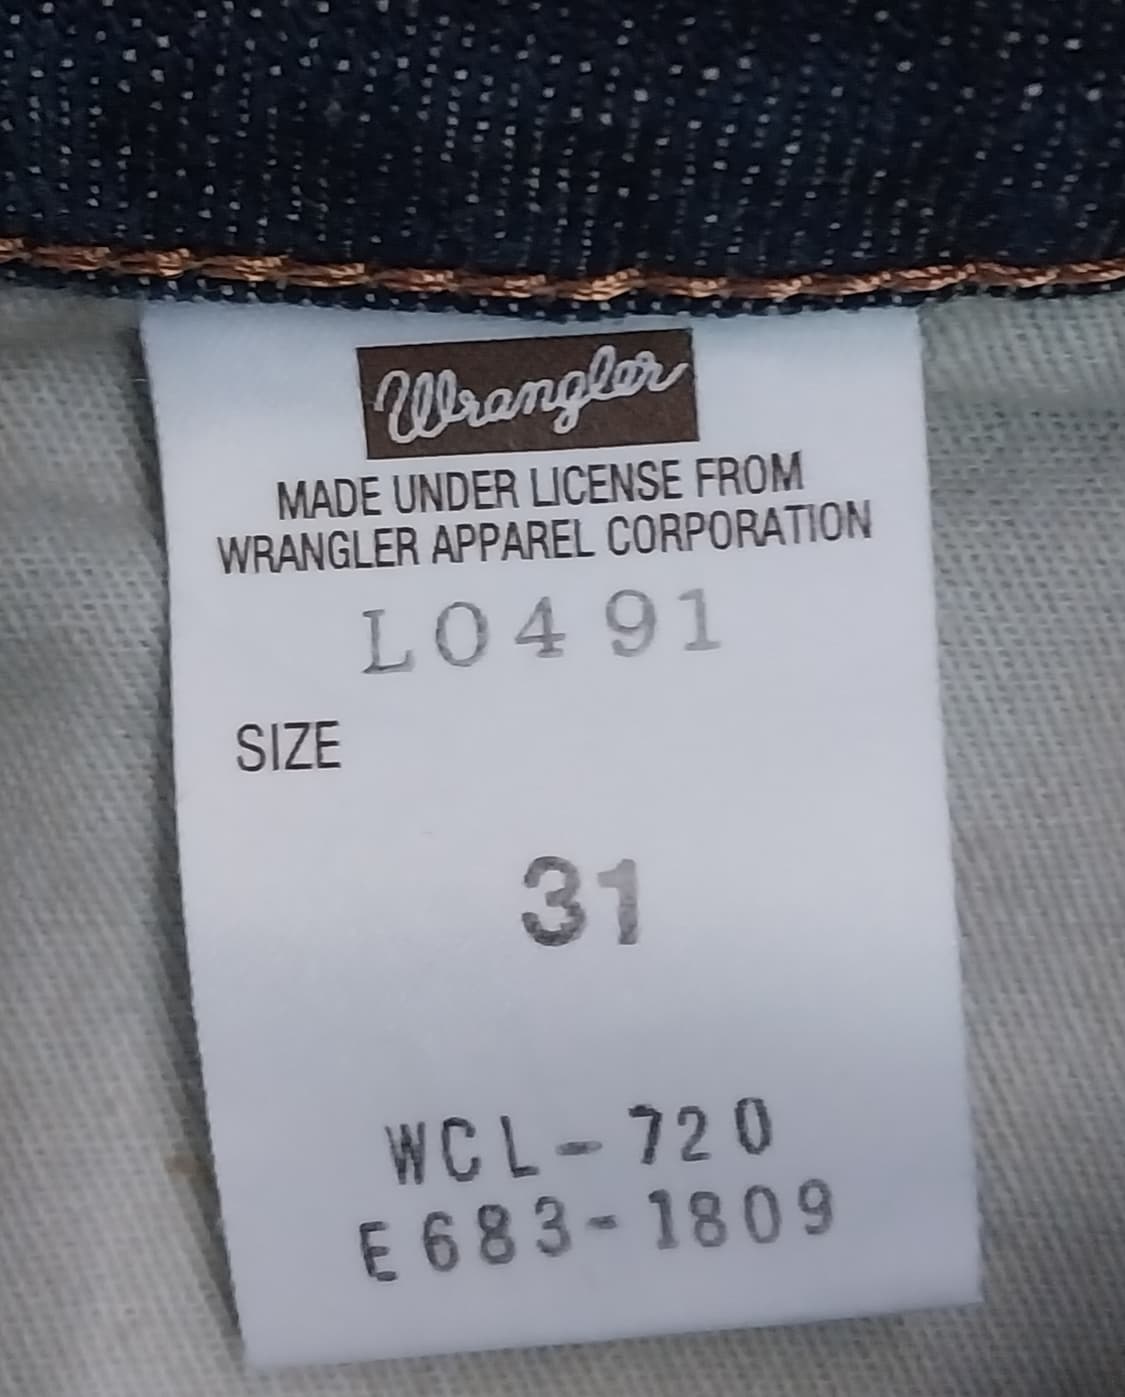 Wrangler
MADE UNDER LICENSE FROM
WRANGLER APPAREL CORPORATION
L0491
SIZE
31
WCL-720
E683-1809